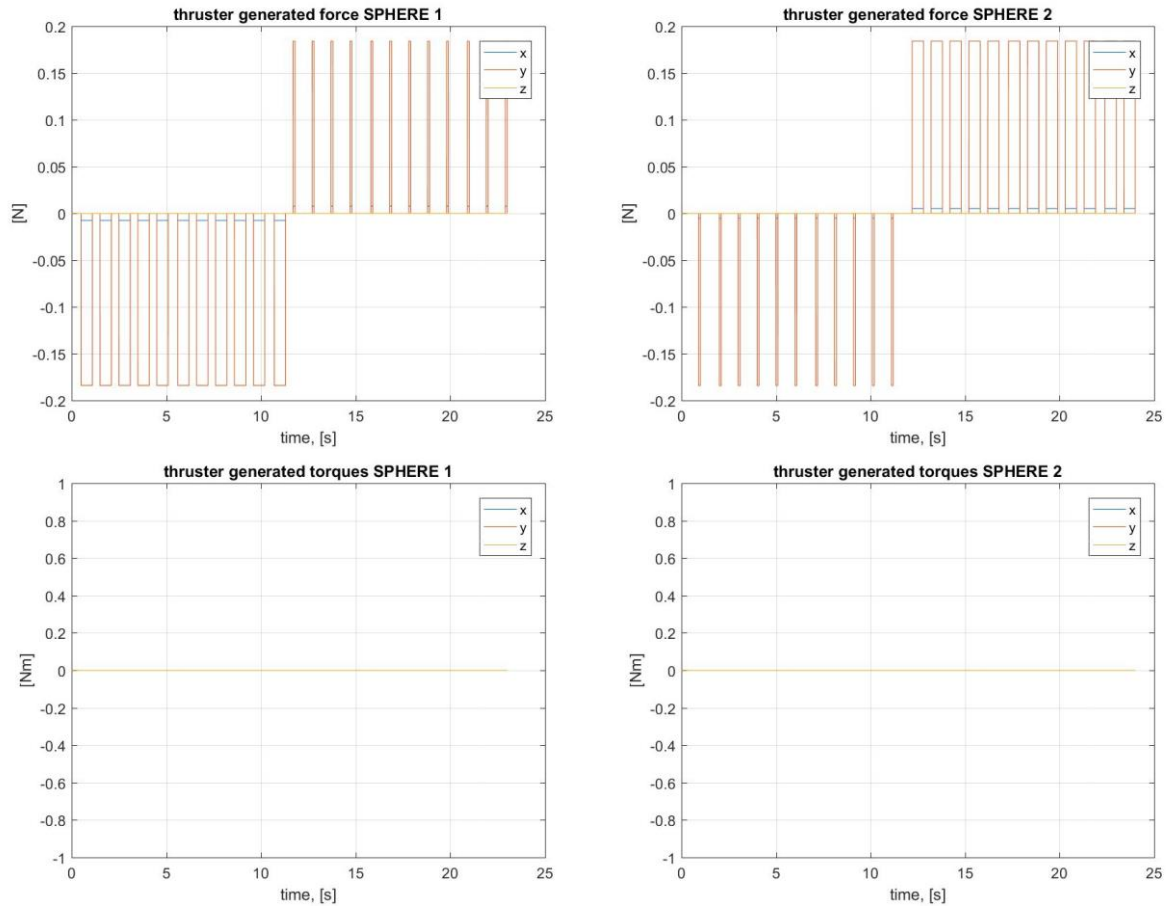 thruster generated force SPHERE 1
0.2
0.15
0.1
0.05
0
-0.05
-0.1
-0.15
-0.2
[N]
x
y
z
0 5 10 15 20 25
time, [s]
thruster generated force SPHERE 2
0.2
0.15
0.1
0.05
0
-0.05
-0.1
-0.15
-0.2
[N]
x
y
z
0 5 10 15 20 25
time, [s]
thruster generated torques SPHERE 1
1
0.8
0.6
0.4
0.2
0
-0.2
-0.4
-0.6
-0.8
-1
[Nm]
x
y
z
0 5 10 15 20 25
time, [s]
thruster generated torques SPHERE 2
1
0.8
0.6
0.4
0.2
0
-0.2
-0.4
-0.6
-0.8
-1
[Nm]
x
y
z
0 5 10 15 20 25
time, [s]